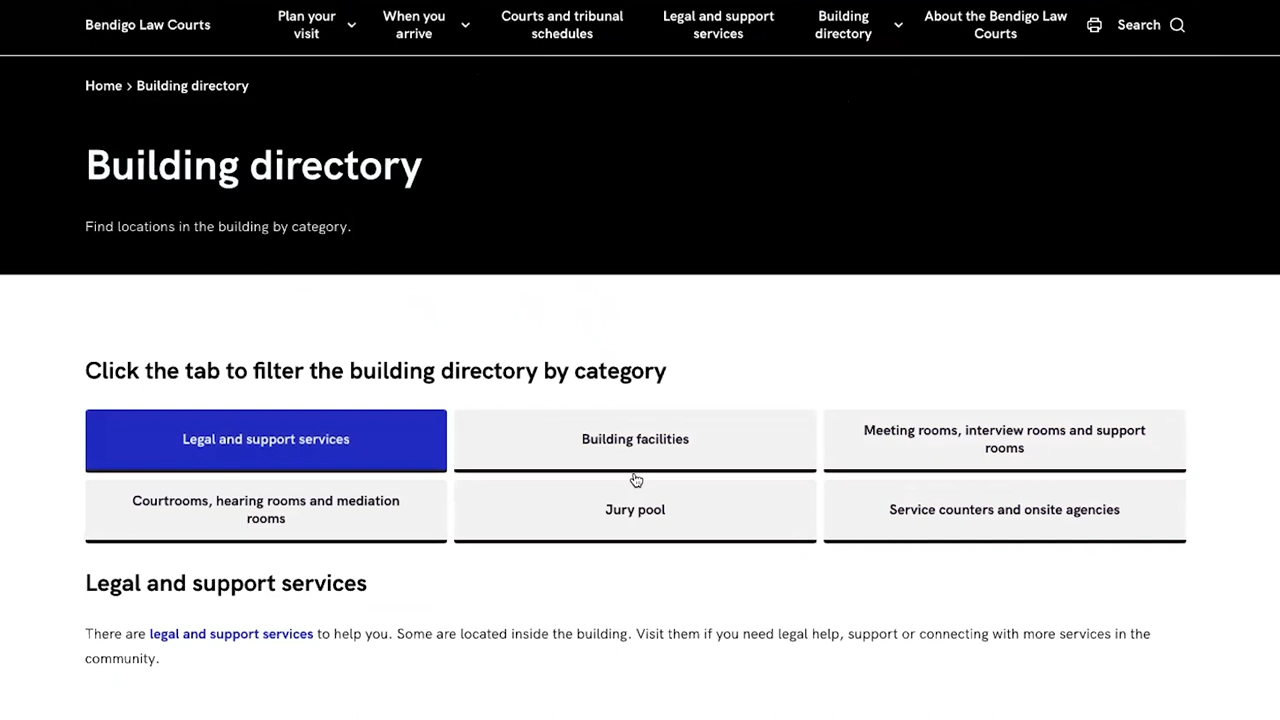 Bendigo Law Courts
Plan your
visit
When you
arrive
Courts and tribunal
schedules
Legal and support
services
Building
directory
About the Bendigo Law
Courts
Search
Home > Building directory
Building directory
Find locations in the building by category.
Click the tab to filter the building directory by category
Legal and support services
Building facilities
Meeting rooms, interview rooms and support
rooms
Courtrooms, hearing rooms and mediation
rooms
Jury pool
Service counters and onsite agencies
Legal and support services
There are legal and support services to help you. Some are located inside the building. Visit them if you need legal help, support or connecting with more services in the
community.